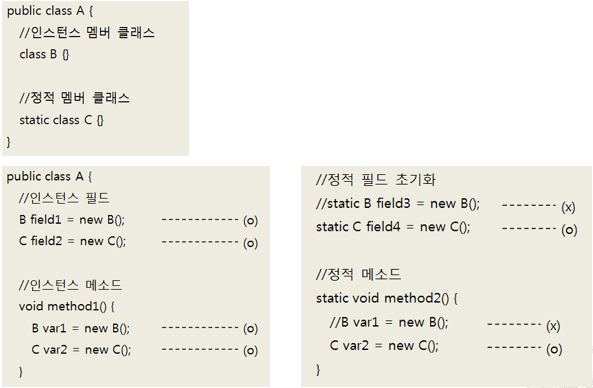 public class A {
//인스턴스 멤버 클래스
class B {}
//정적 멤버 클래스
static class C {}
}
public class A {
//인스턴스 필드
B field1 = new B(); ------------ (o)
C field2 = new C(); ------------ (o)
//인스턴스 메소드
void method1() {
B var1 = new B(); ------------ (o)
C var2 = new C(); ------------ (o)
}
//정적 필드 초기화
//static B field3 = new B(); --------- (x)
static C field4 = new C(); --------- (o)
//정적 메소드
static void method2() {
//B var1 = new B(); -------- (x)
C var2 = new C(); -------- (o)
}